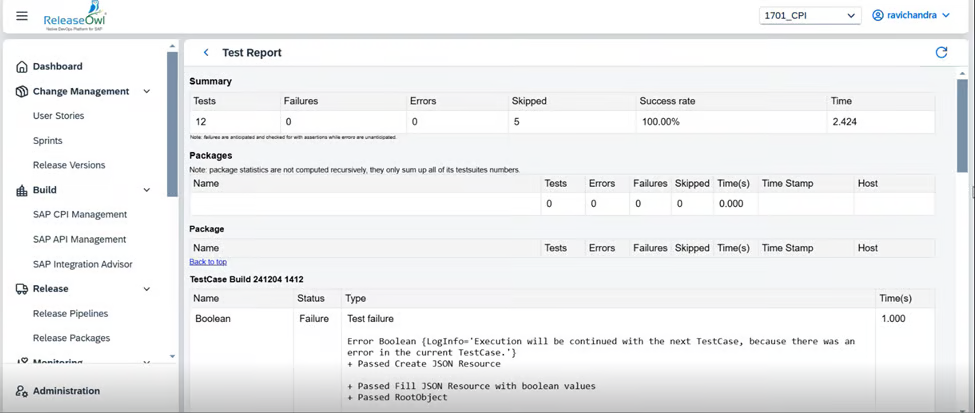 ReleaseOwl
Native DevOps Platform for SAP
1701_CPI
ravichandra
Dashboard
Change Management
User Stories
Sprints
Release Versions
Build
SAP CPI Management
SAP API Management
SAP Integration Advisor
Release
Release Pipelines
Release Packages
Monitoring
Administration
Test Report
Summary
Tests Failures Errors Skipped Success rate Time
12 0 0 5 100.00% 2.424
Note: failures are anticipated and checked for with assertions while errors are unanticipated.
Packages
Note: package statistics are not computed recursively, they only sum up all of its testsuites numbers.
Name Tests Errors Failures Skipped Time(s) Time Stamp Host
0 0 0 0 0.000
Package
Name Tests Errors Failures Skipped Time(s) Time Stamp Host
Back to top
TestCase Build 241204 1412
Name Status Type Time(s)
Boolean Failure Test failure 1.000
Error Boolean {LogInfo='Execution will be continued with the next TestCase, because there was an
error in the current TestCase.'}
+ Passed Create JSON Resource
+ Passed Fill JSON Resource with boolean values
+ Passed RootObject